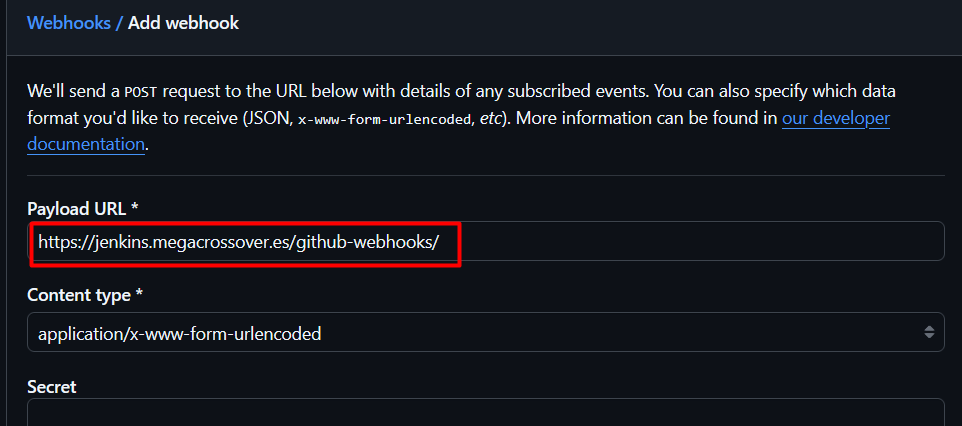 Webhooks / Add webhook
We'll send a POST request to the URL below with details of any subscribed events. You can also specify which data
format you'd like to receive (JSON, x-www-form-urlencoded, etc). More information can be found in our developer
documentation.
Payload URL *
https://jenkins.megacrossover.es/github-webhooks/
Content type *
application/x-www-form-urlencoded
Secret